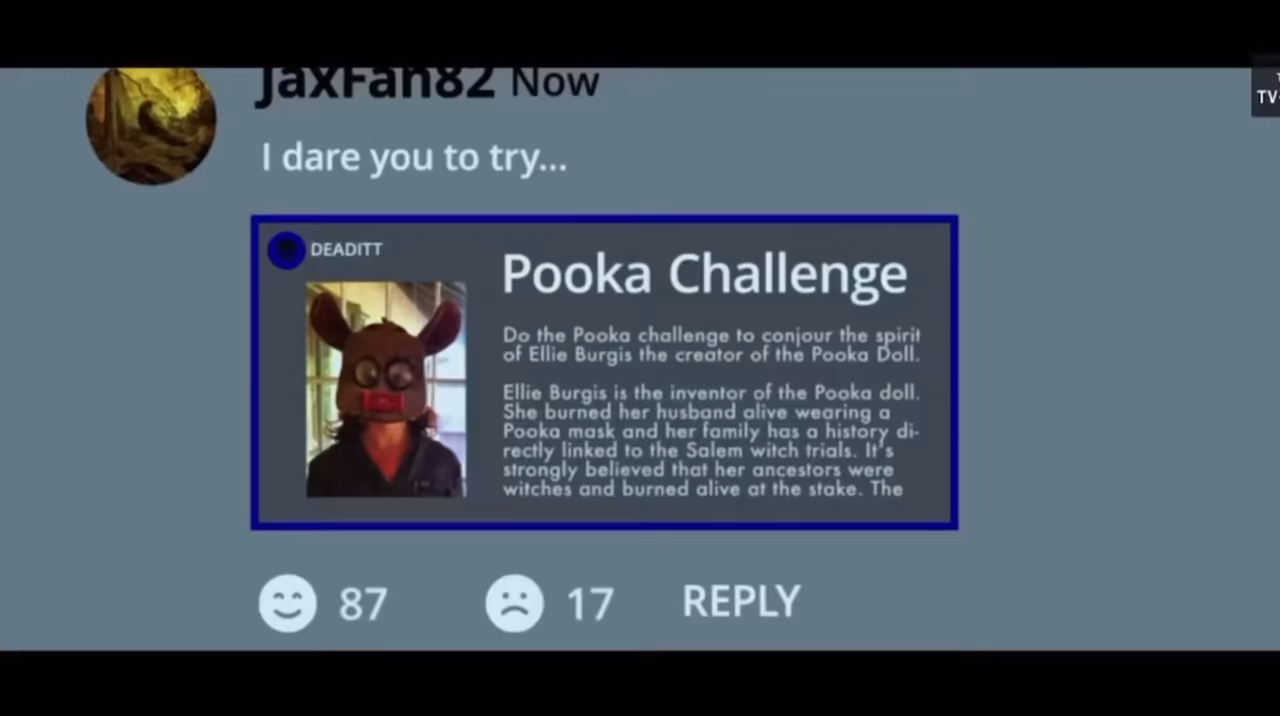 JaxFan82 Now
TV-
I dare you to try...
DEADITT
Pooka Challenge
Do the Pooka challenge to conjour the spirit
of Ellie Burgis the creator of the Pooka Doll.
Ellie Burgis is the inventor of the Pooka doll.
She burned her husband alive wearing a
Pooka mask and her family has a history di-
rectly linked to the Salem witch trials. It's
strongly believed that her ancestors were
witches and burned alive at the stake. The
87
17
REPLY